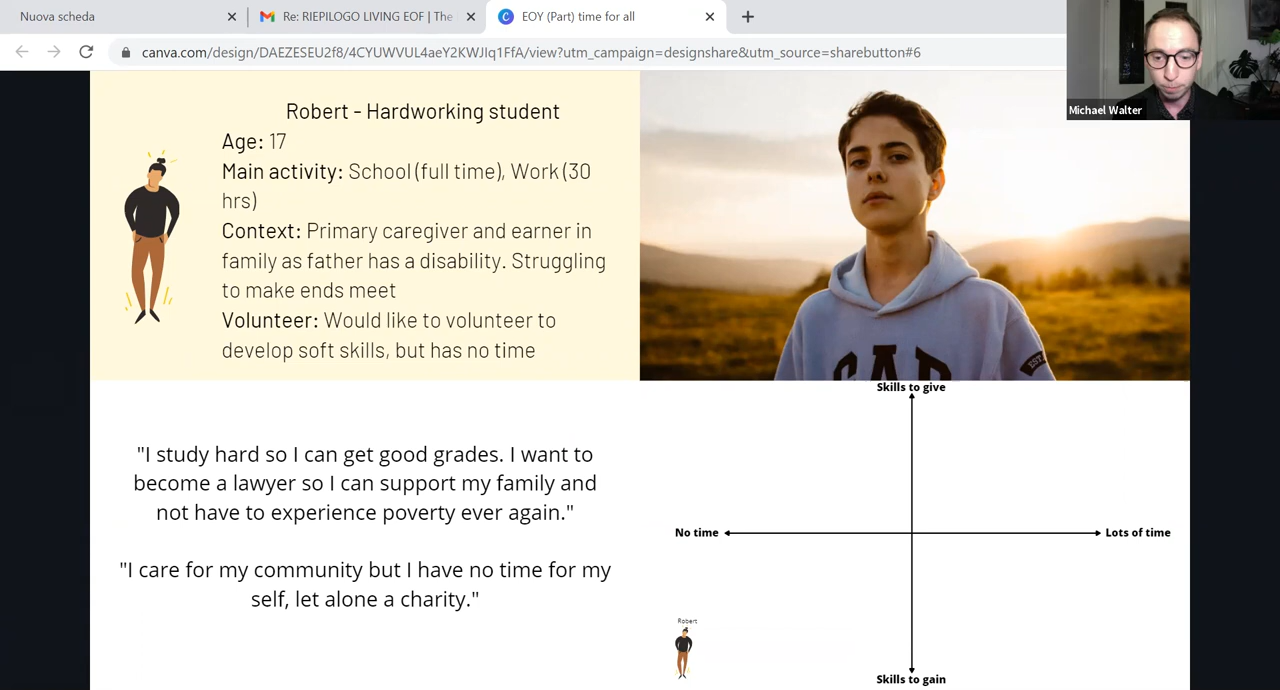 Nuova scheda
Re: RIEPILOGO LIVING EOF | The
EOY (Part) time for all
canva.com/design/DAEZESEU2f8/4CYUWVUL4aeY2KWJIq1FfA/view?utm_campaign=designshare&utm_source=sharebutton#6
Michael Walter
Robert - Hardworking student
Age: 17
Main activity: School (full time), Work (30
hrs)
Context: Primary caregiver and earner in
family as father has a disability. Struggling
to make ends meet
Volunteer: Would like to volunteer to
develop soft skills, but has no time
GAP
EST
"I study hard so I can get good grades. I want to
become a lawyer so I can support my family and
not have to experience poverty ever again."
"I care for my community but I have no time for my
self, let alone a charity."
Skills to give
No time
Lots of time
Robert
Skills to gain